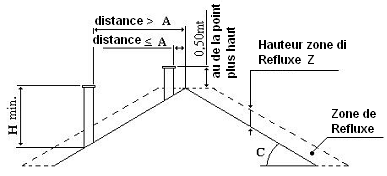 distance > A
distance ≤ A
0,50mt
au de la point
plus haut
Hauteur zone di
Refluxe Z
H min.
Zone de
Refluxe
C